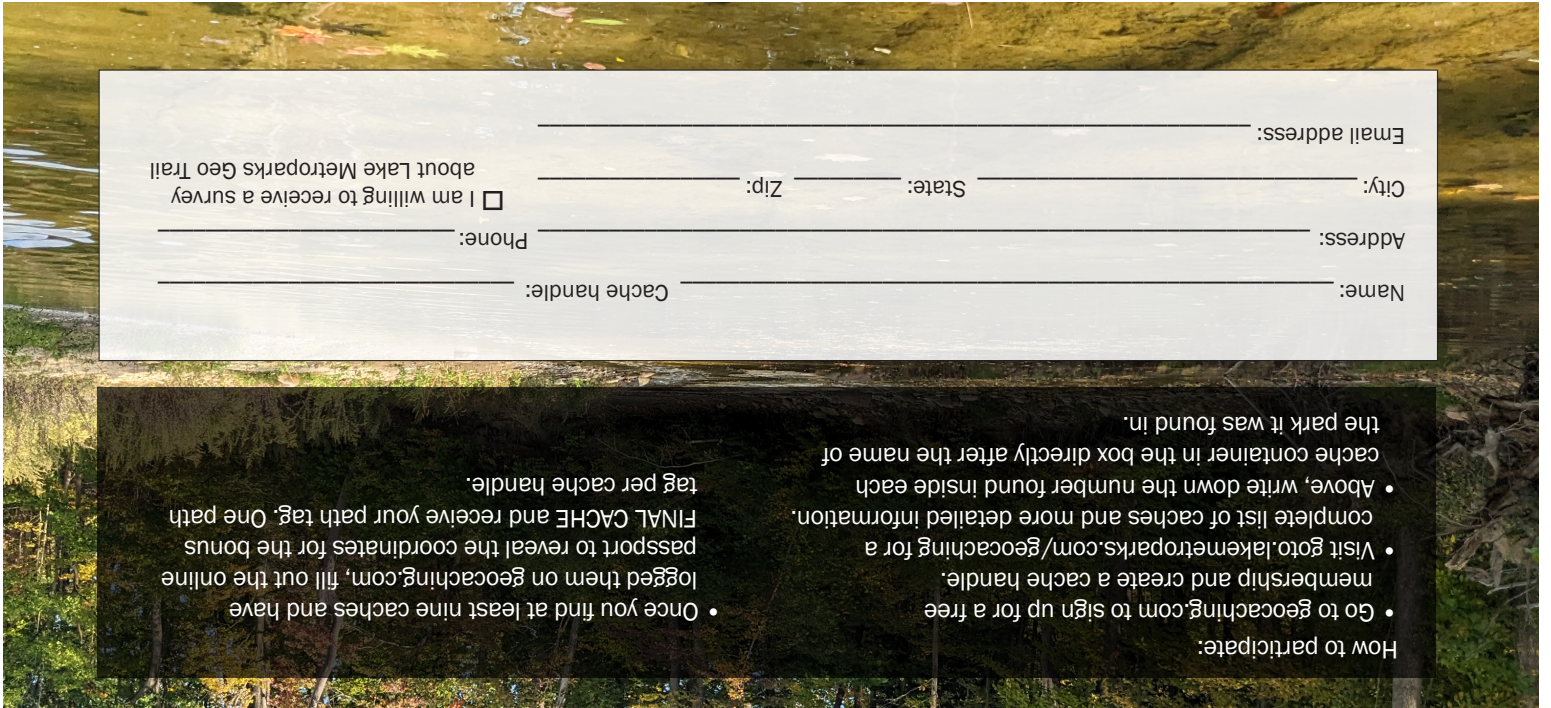 How to participate:
• Go to geocaching.com to sign up for a free
membership and create a cache handle.
• Visit goto.lakemetroparks.com/geocaching for a
complete list of caches and more detailed information.
• Above, write down the number found inside each
cache container in the box directly after the name of
the park it was found in.
• Once you find at least nine caches and have
logged them on geocaching.com, fill out the online
passport to reveal the coordinates for the bonus
FINAL CACHE and receive your path tag. One path
tag per cache handle.
Name: Cache handle:
Address: Phone:
City: State: Zip:
☐ I am willing to receive a survey
about Lake Metroparks Geo Trail
Email address: